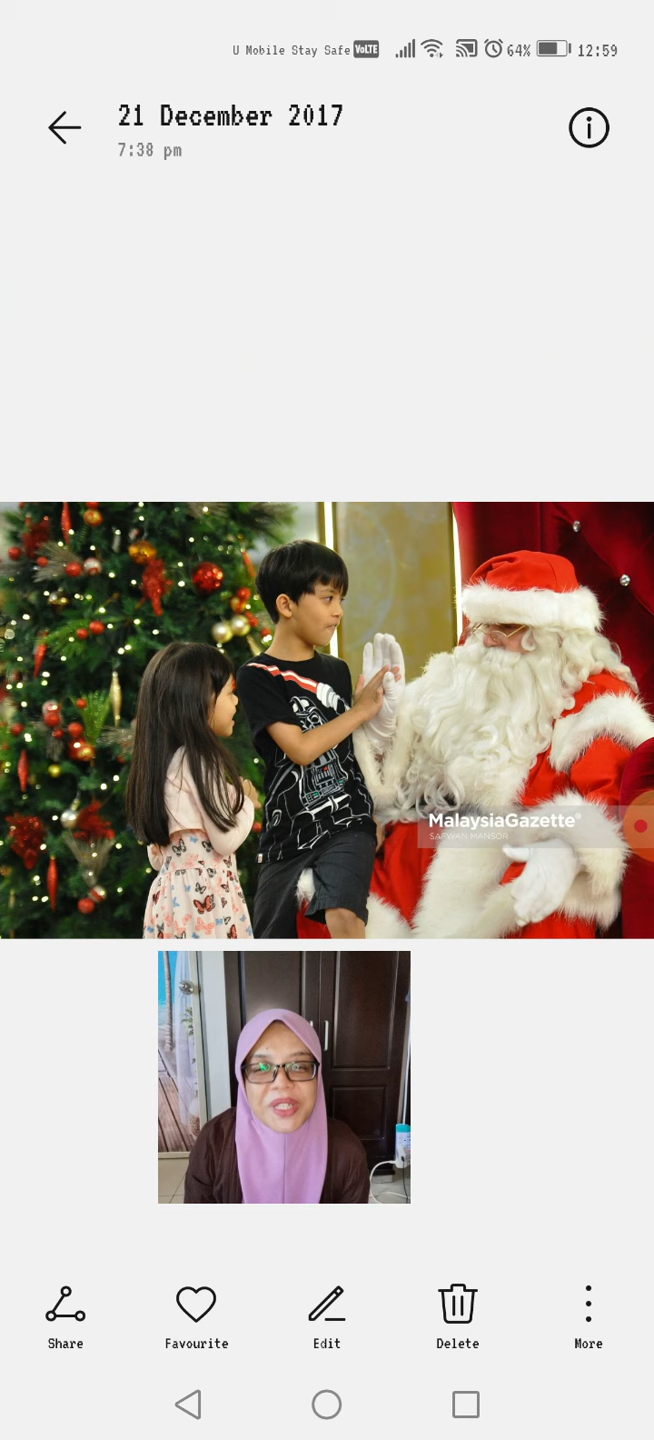 U Mobile Stay Safe VoLTE 64% 12:59
21 December 2017
7:38 pm
MalaysiaGazette®
SAFWAN MANSOR
Share Favourite Edit Delete More